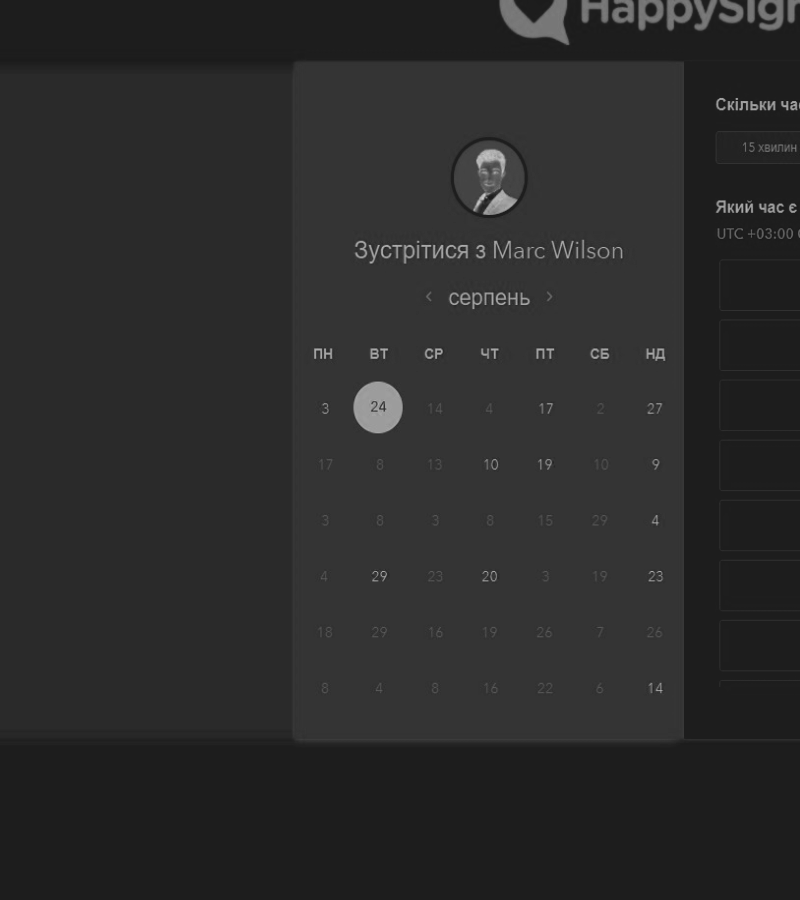 HappySign
Зустрітися з Marc Wilson
серпень
ПН ВТ СР ЧТ ПТ СБ НД
3 24 14 4 17 2 27
17 8 13 10 19 10 9
3 8 3 8 15 29 4
4 29 23 20 3 19 23
18 29 16 19 26 7 26
8 4 8 16 22 6 14
Скільки
15 хвилин
Який час є
UTC +03:00